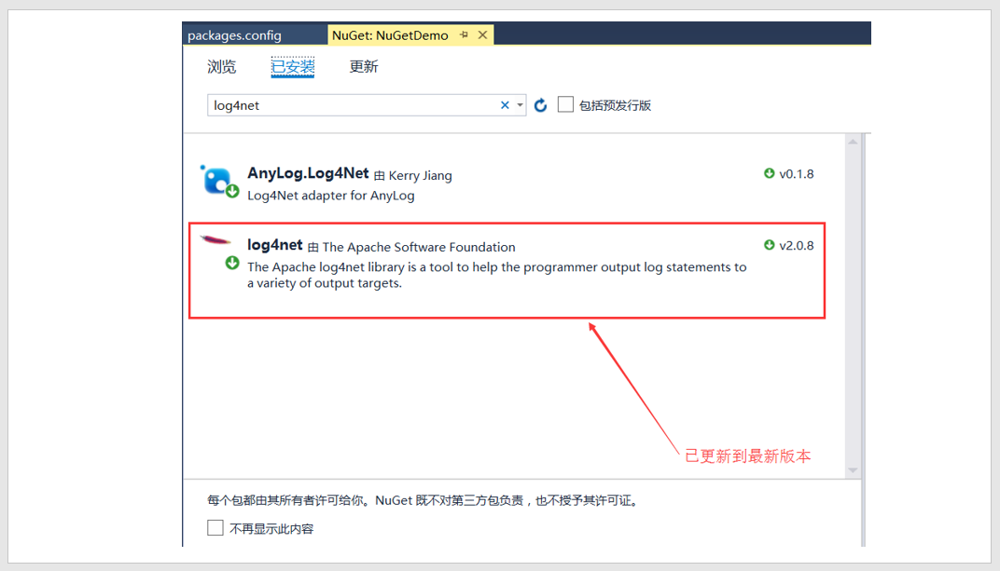 packages.config
NuGet: NuGetDemo
浏览
已安装
更新
log4net
包括预发行版
AnyLog.Log4Net 由 Kerry Jiang
v0.1.8
Log4Net adapter for AnyLog
log4net 由 The Apache Software Foundation
v2.0.8
The Apache log4net library is a tool to help the programmer output log statements to
a variety of output targets.
已更新到最新版本
每个包都由其所有者许可给你。NuGet 既不对第三方包负责，也不授予其许可证。
不再显示此内容